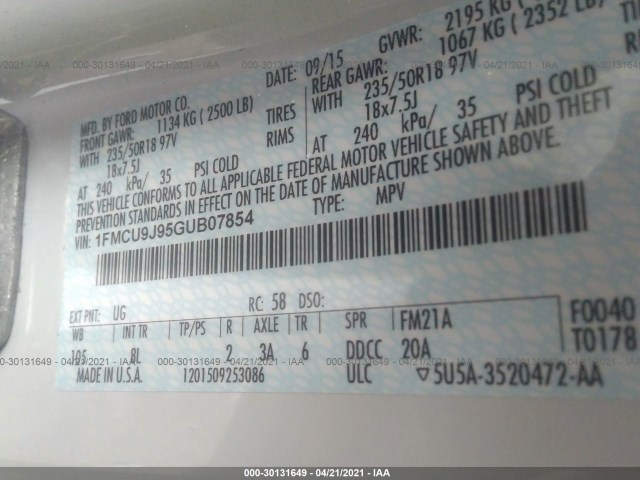 MFD. BY FORD MOTOR CO.
DATE: 09/15
GVWR: 2195 KG (
FRONT GAWR: 1134 KG ( 2500 LB)
REAR GAWR: 1067 KG ( 2352 LB)
WITH 235/50R18 97V TIRES
WITH 235/50R18 97V
18x7.5J RIMS
18x7.5J
AT 240 kPa/ 35 PSI COLD
AT 240 kPa/ 35 PSI COLD
THIS VEHICLE CONFORMS TO ALL APPLICABLE FEDERAL MOTOR VEHICLE SAFETY AND THEFT
PREVENTION STANDARDS IN EFFECT ON THE DATE OF MANUFACTURE SHOWN ABOVE.
VIN: 1FMCU9J95GUB07854
TYPE: MPV
EXT PNT: UG RC: 58 DSO:
WB INT TR TP/PS R AXLE TR SPR FM21A F0040
105 8L 2 3A 6 DDCC 20A T0178
MADE IN U.S.A. 1201509253086 ULC ▽5U5A-3520472-AA
000-30131649 / 04/21/2021 - IAA